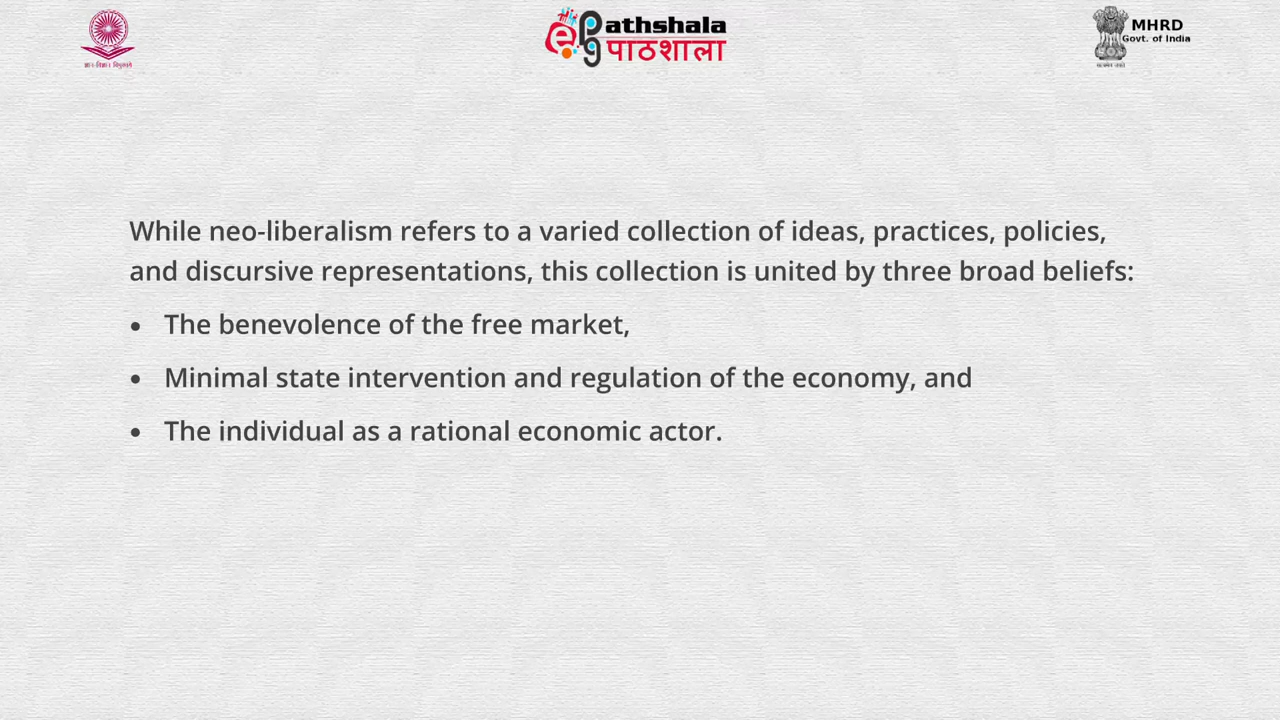 Pathshala
पाठशाला
MHRD
Govt. of India
While neo-liberalism refers to a varied collection of ideas, practices, policies,
and discursive representations, this collection is united by three broad beliefs:
• The benevolence of the free market,
• Minimal state intervention and regulation of the economy, and
• The individual as a rational economic actor.